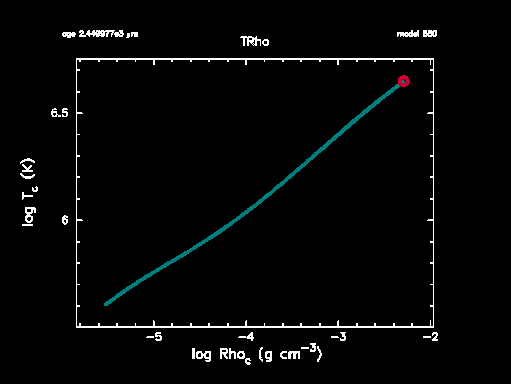 age 2.449977e3 yrs
model 550
TRho
6.5
6
log T_c (K)
-5 -4 -3 -2
log Rho_c (g cm^-3)